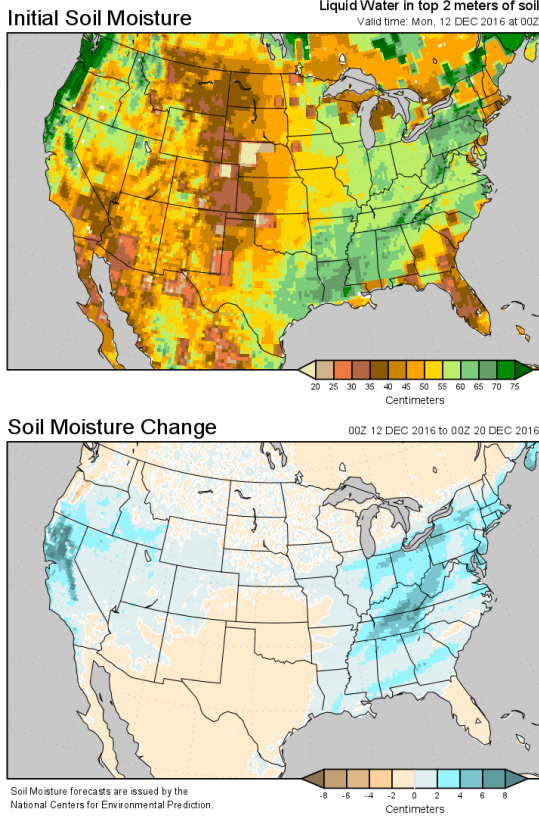 Liquid Water in top 2 meters of soil
Initial Soil Moisture
Valid time: Mon, 12 DEC 2016 at 00Z
20 25 30 35 40 45 50 55 60 65 70 75
Centimeters
Soil Moisture Change
00Z 12 DEC 2016 to 00Z 20 DEC 2016
-8 -6 -4 -2 0 2 4 6 8
Centimeters
Soil Moisture forecasts are issued by the
National Centers for Environmental Prediction.